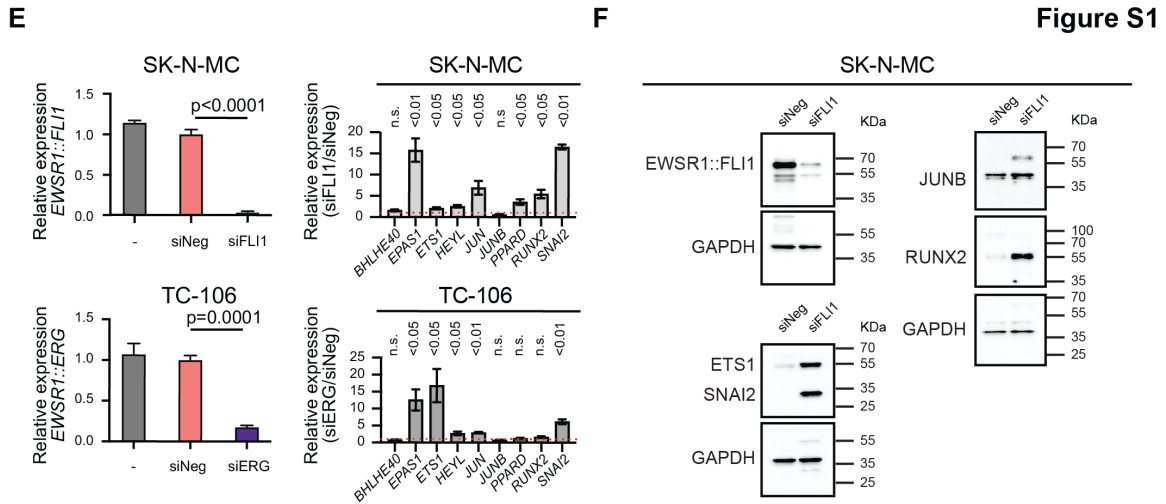 E
F
Figure S1
SK-N-MC
Relative expression
EWSR1::FLI1
1.5
1.0
0.5
0.0
p<0.0001
-
siNeg
siFLI1
SK-N-MC
Relative expression
(siFLI1/siNeg)
n.s.
<0.01
<0.05
<0.05
<0.05
n.s
<0.05
<0.05
<0.01
20
15
10
5
0
BHLHE40
EPAS1
ETS1
HEYL
JUN
JUNB
PPARD
RUNX2
SNAI2
TC-106
Relative expression
EWSR1::ERG
1.5
1.0
0.5
0.0
p=0.0001
-
siNeg
siERG
TC-106
Relative expression
(siERG/siNeg)
n.s.
<0.05
<0.05
<0.05
<0.01
n.s.
n.s.
n.s.
<0.01
25
20
15
10
5
0
BHLHE40
EPAS1
ETS1
HEYL
JUN
JUNB
PPARD
RUNX2
SNAI2
SK-N-MC
siNeg
siFLI1
KDa
EWSR1::FLI1
70
55
35
GAPDH
55
35
siNeg
siFLI1
KDa
ETS1
SNAI2
70
55
35
25
GAPDH
55
35
25
siNeg
siFLI1
KDa
JUNB
70
55
35
RUNX2
100
70
55
35
GAPDH
70
55
35
25